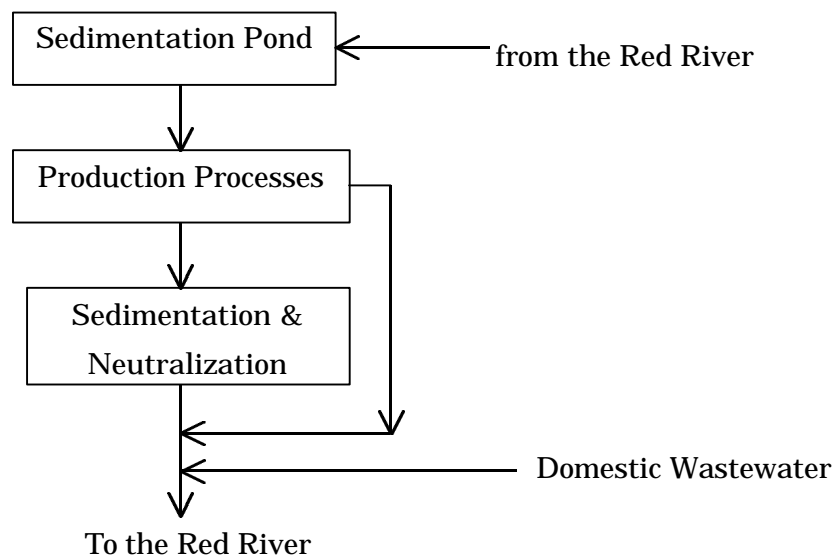 Sedimentation Pond
from the Red River
Production Processes
Sedimentation &
Neutralization
Domestic Wastewater
To the Red River